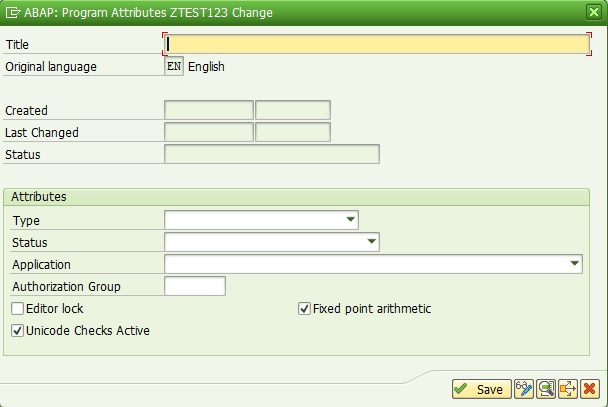 ABAP: Program Attributes ZTEST123 Change
Title
Original language EN English
Created
Last Changed
Status
Attributes
Type
Status
Application
Authorization Group
Editor lock Fixed point arithmetic
Unicode Checks Active
Save